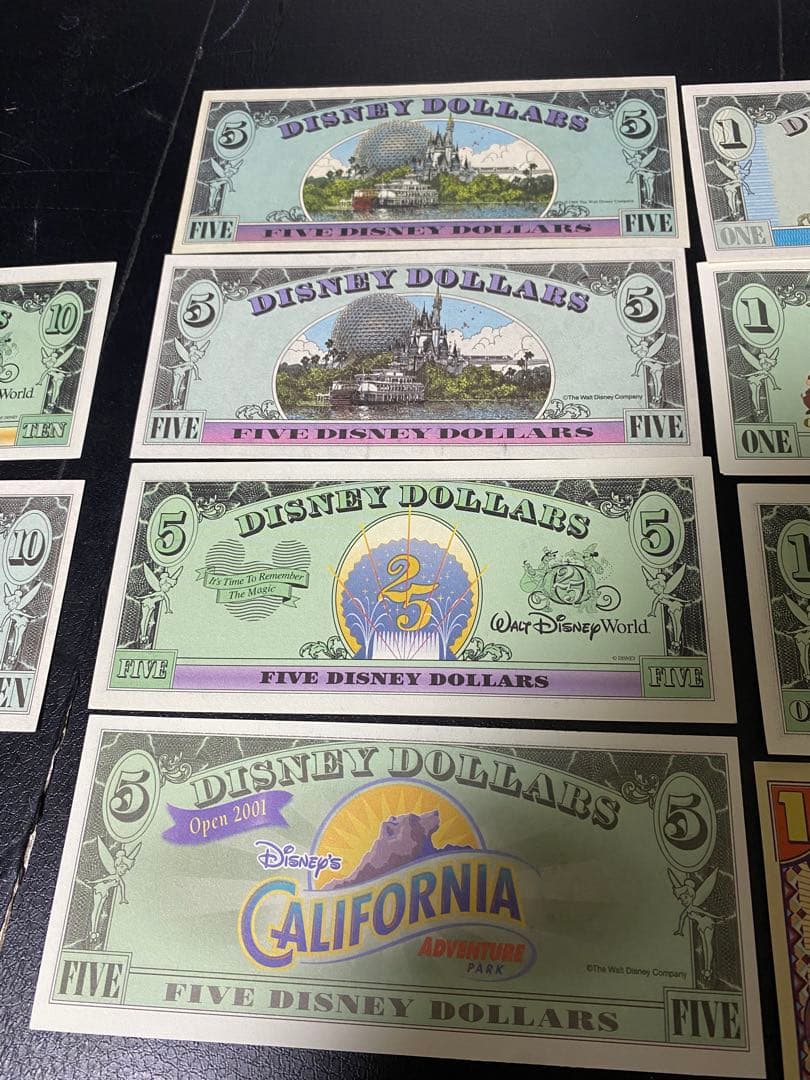 5 DISNEY DOLLARS 5
FIVE FIVE DISNEY DOLLARS FIVE
5 DISNEY DOLLARS 5
©The Walt Disney Company
FIVE FIVE DISNEY DOLLARS FIVE
5 DISNEY DOLLARS 5
It's Time To Remember
The Magic
25
25
WALT DISNEY World
© DISNEY
FIVE FIVE DISNEY DOLLARS FIVE
5 DISNEY DOLLARS 5
Open 2001
DISNEY'S
CALIFORNIA
ADVENTURE
PARK
©The Walt Disney Company
FIVE FIVE DISNEY DOLLARS FIVE
10
World
TEN
10
1 D
ONE
1
ONE
1